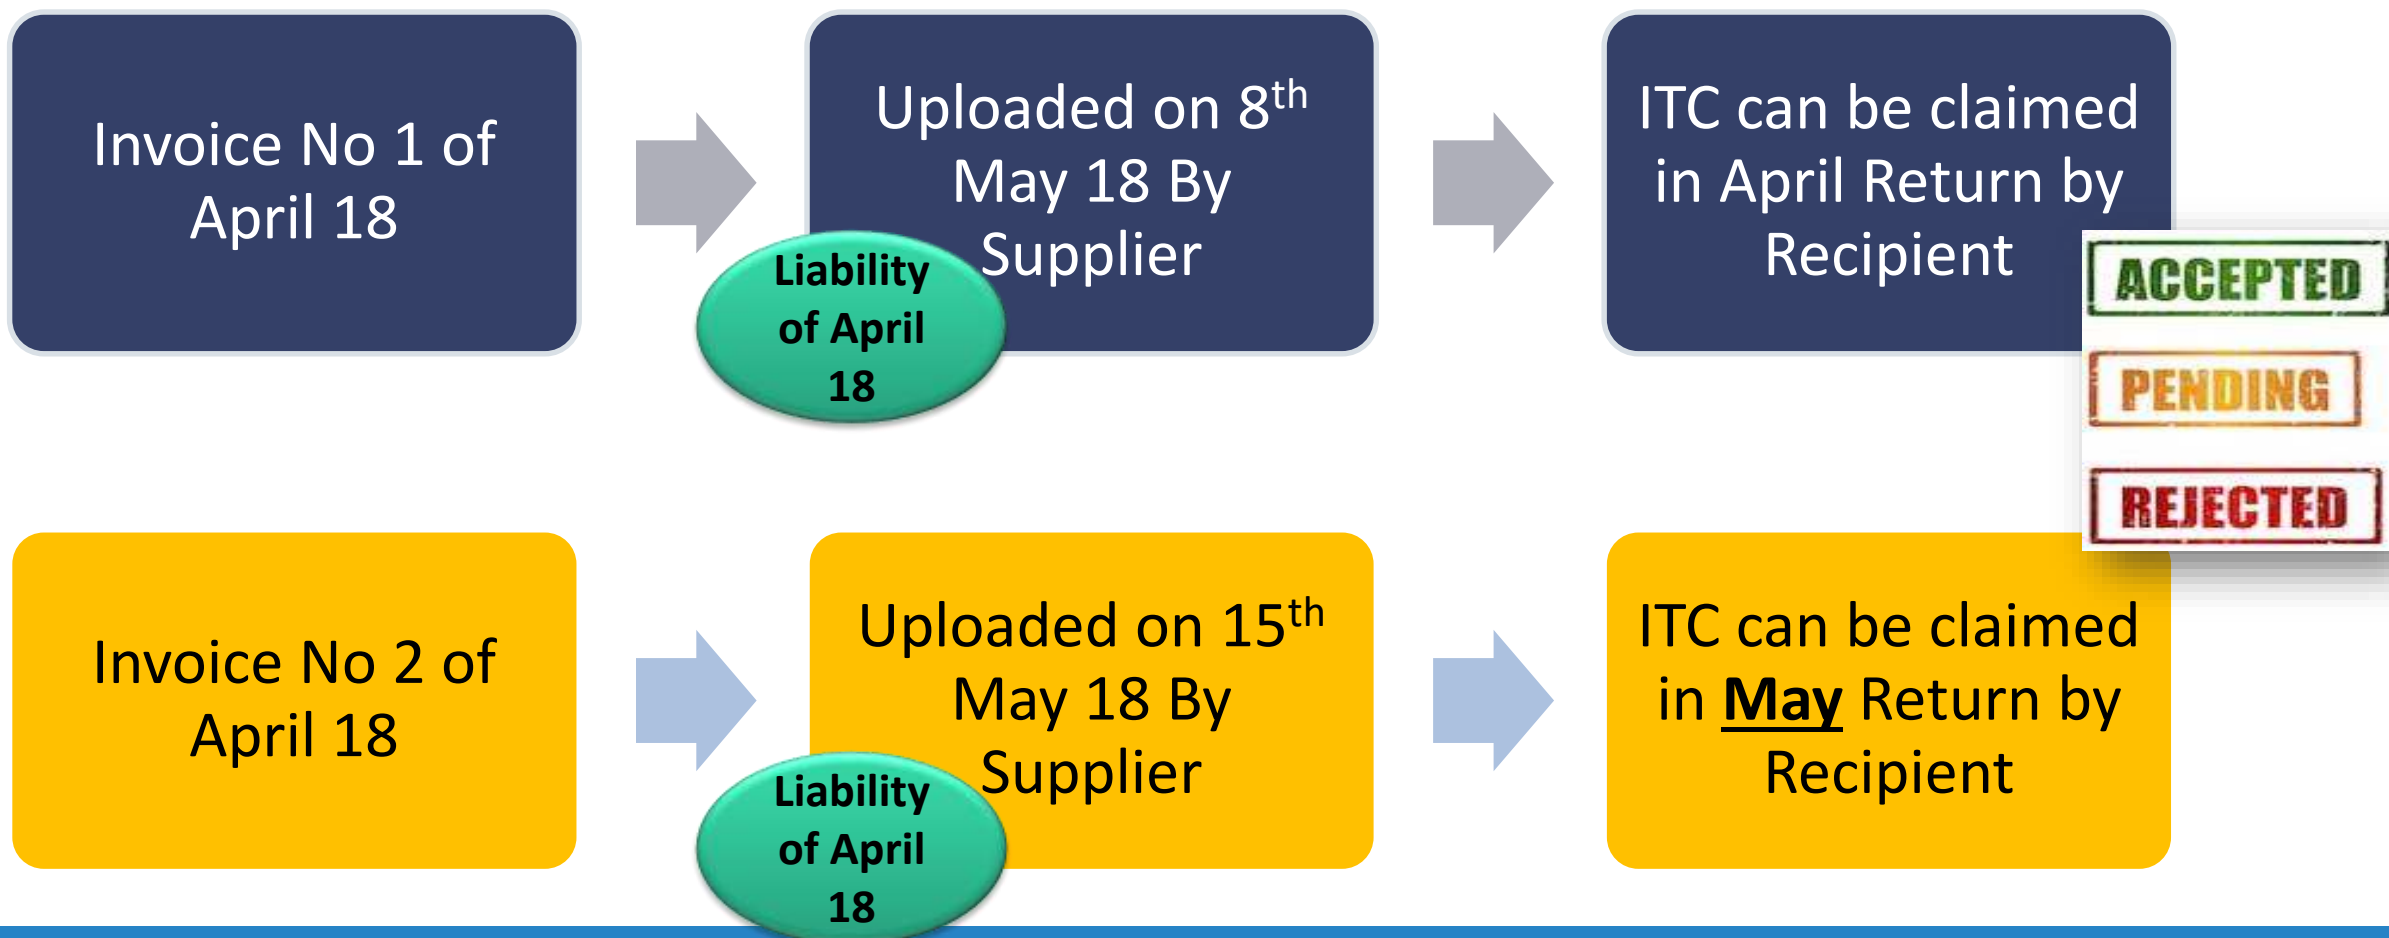 Invoice No 1 of
April 18
Uploaded on 8th
May 18 By
Supplier
Liability
of April
18
ITC can be claimed
in April Return by
Recipient
ACCEPTED
PENDING
REJECTED
Invoice No 2 of
April 18
Uploaded on 15th
May 18 By
Supplier
Liability
of April
18
ITC can be claimed
in May Return by
Recipient